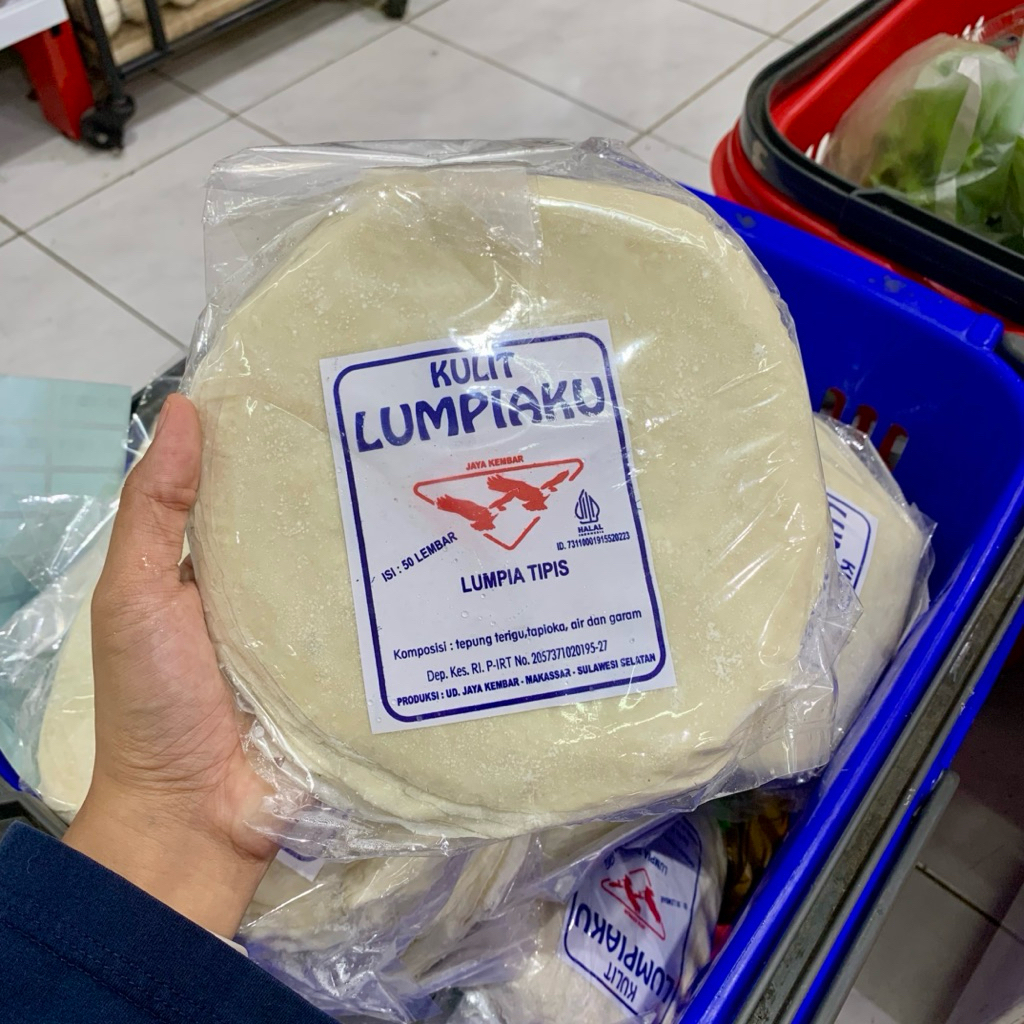 KULIT
LUMPIAKU
JAYA KEMBAR
HALAL
INDONESIA
ISI : 50 LEMBAR
ID. 73110001915520223
LUMPIA TIPIS
Komposisi : tepung terigu,tapioka, air dan garam
Dep. Kes. RI. P-IRT No. 2057371020195-27
PRODUKSI : UD. JAYA KEMBAR - MAKASSAR - SULAWESI SELATAN
KULIT
LUMPIAKU